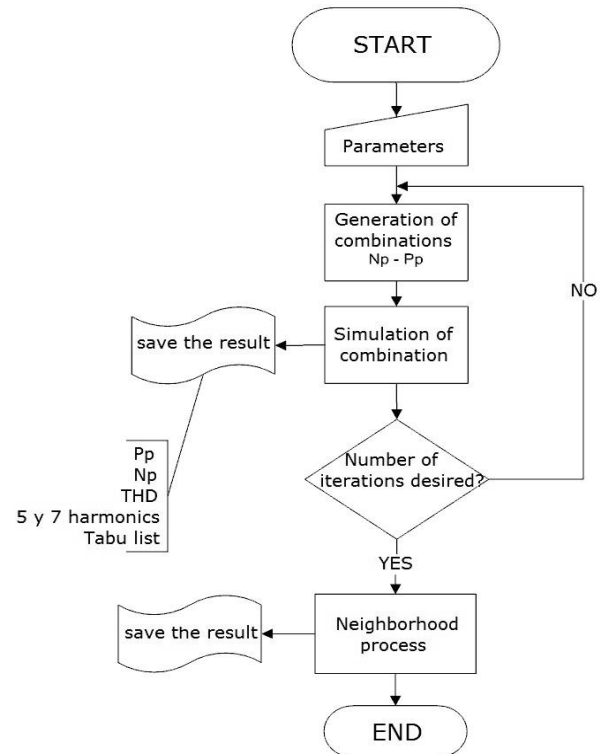 START
Parameters
Generation of
combinations
Np - Pp
NO
save the result
Simulation of
combination
Pp
Np
THD
5 y 7 harmonics
Tabu list
Number of
iterations desired?
YES
save the result
Neighborhood
process
END